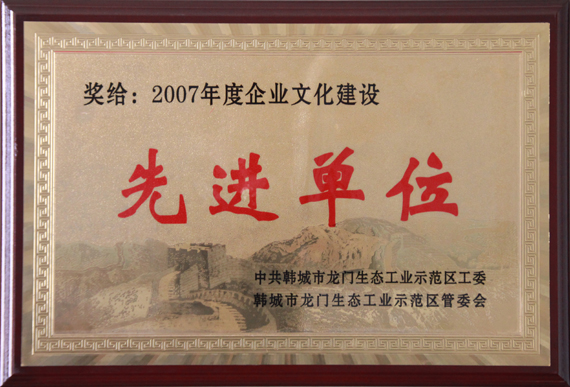 奖给：2007年度企业文化建设
先进单位
中共韩城市龙门生态工业示范区工委
韩城市龙门生态工业示范区管委会